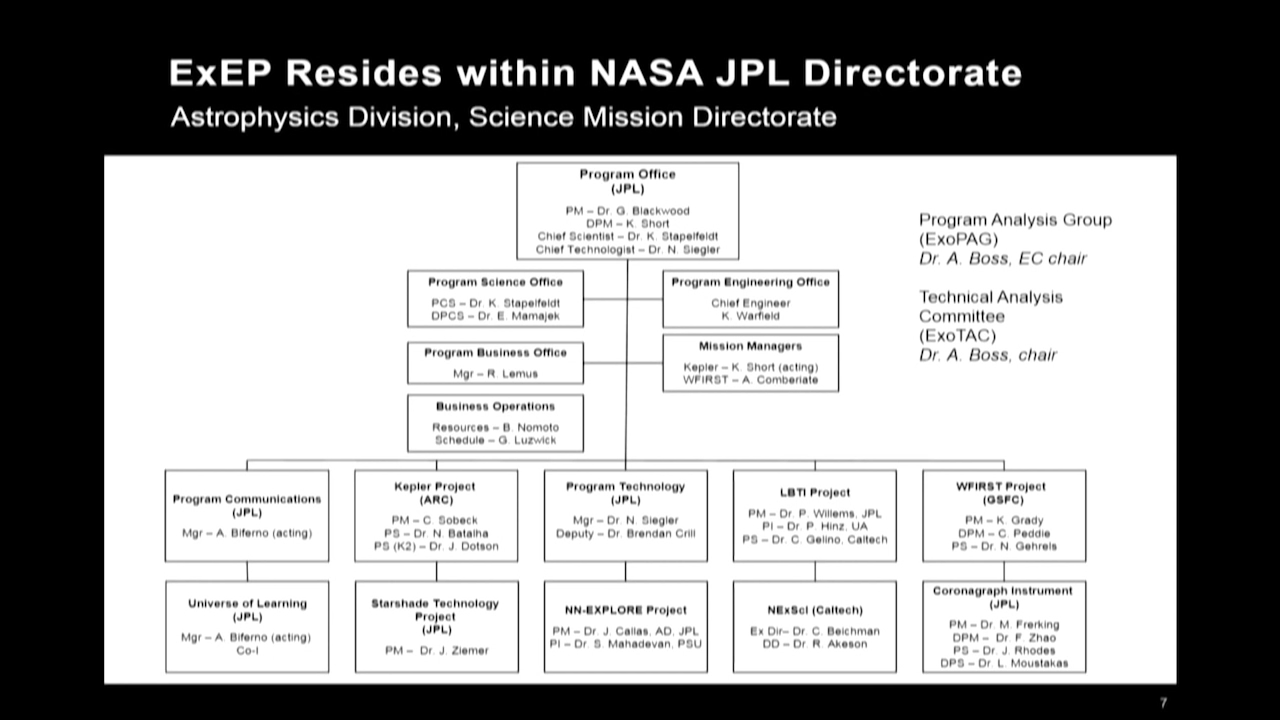 ExEP Resides within NASA JPL Directorate
Astrophysics Division, Science Mission Directorate
Program Office
(JPL)
PM – Dr. G. Blackwood
DPM – K. Short
Chief Scientist – Dr. K. Stapelfeldt
Chief Technologist – Dr. N. Siegler
Program Analysis Group
(ExoPAG)
Dr. A. Boss, EC chair
Technical Analysis
Committee
(ExoTAC)
Dr. A. Boss, chair
Program Science Office
PCS – Dr. K. Stapelfeldt
DPCS – Dr. E. Mamajek
Program Engineering Office
Chief Engineer
K. Warfield
Program Business Office
Mgr – R. Lemus
Mission Managers
Kepler – K. Short (acting)
WFIRST – A. Comberiate
Business Operations
Resources – B. Nomoto
Schedule – G. Luzwick
Program Communications
(JPL)
Mgr – A. Biferno (acting)
Kepler Project
(ARC)
PM – C. Sobeck
PS – Dr. N. Batalha
PS (K2) – Dr. J. Dotson
Program Technology
(JPL)
Mgr – Dr. N. Siegler
Deputy – Dr. Brendan Crill
LBTI Project
PM – Dr. P. Willems, JPL
PI – Dr. P. Hinz, UA
PS – Dr. C. Gelino, Caltech
WFIRST Project
(GSFC)
PM – K. Grady
DPM – C. Peddie
PS – Dr. N. Gehrels
Universe of Learning
(JPL)
Mgr – A. Biferno (acting)
Co-I
Starshade Technology
Project
(JPL)
PM – Dr. J. Ziemer
NN-EXPLORE Project
PM – Dr. J. Callas, AD, JPL
PI – Dr. S. Mahadevan, PSU
NExScI (Caltech)
Ex Dir– Dr. C. Beichman
DD – Dr. R. Akeson
Coronagraph Instrument
(JPL)
PM – Dr. M. Frerking
DPM – Dr. F. Zhao
PS – Dr. J. Rhodes
DPS – Dr. L. Moustakas
7